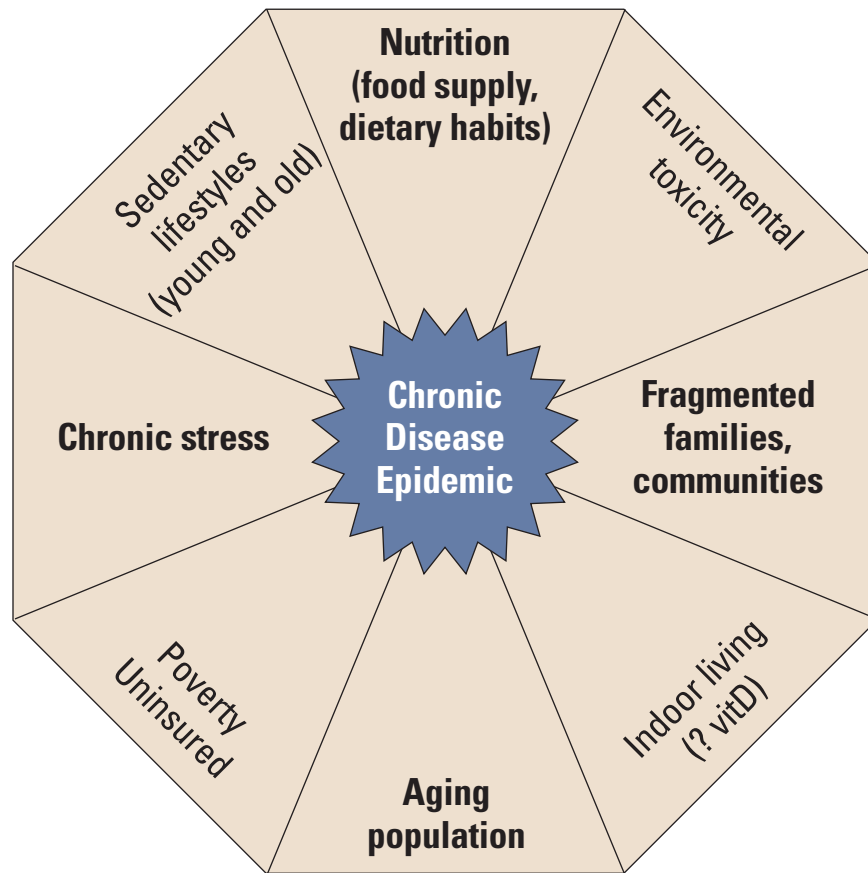 Nutrition
(food supply,
dietary habits)
Environmental
toxicity
Fragmented
families,
communities
Indoor living
(? vitD)
Aging
population
Poverty
Uninsured
Chronic stress
Sedentary
lifestyles
(young and old)
Chronic
Disease
Epidemic